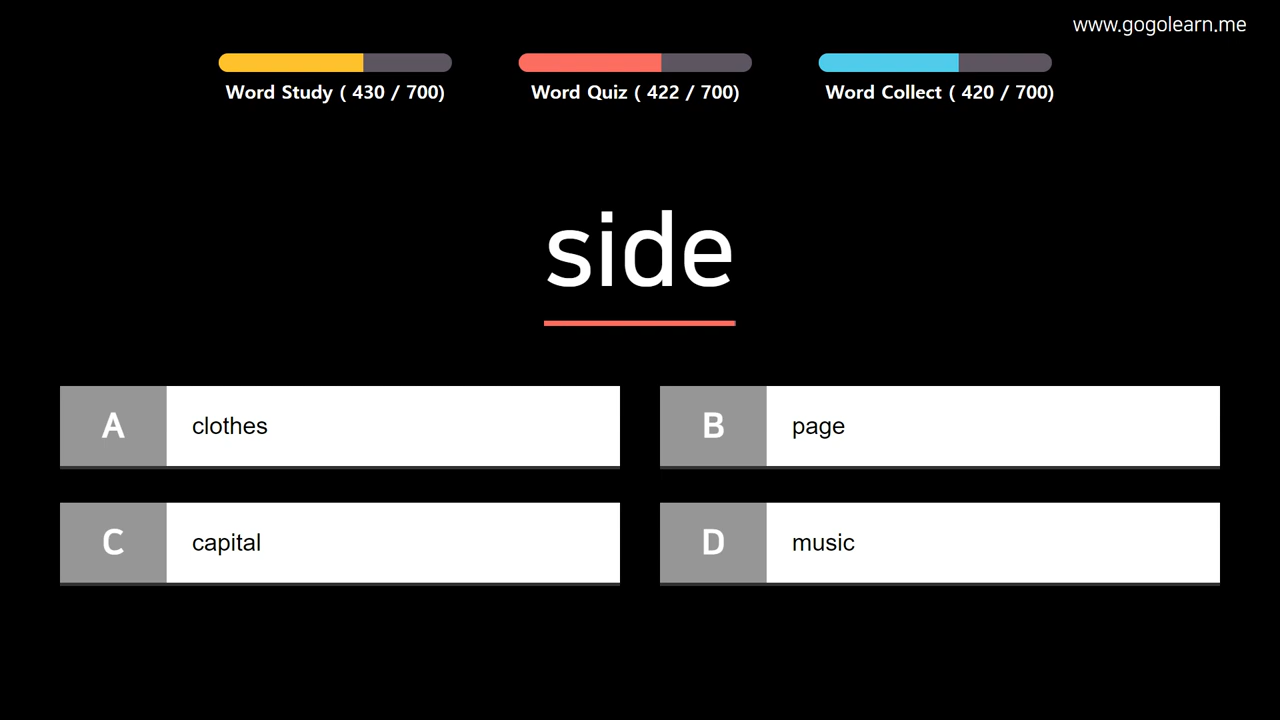 www.gogolearn.me
Word Study ( 430 / 700)
Word Quiz ( 422 / 700)
Word Collect ( 420 / 700)
side
A clothes
B page
C capital
D music